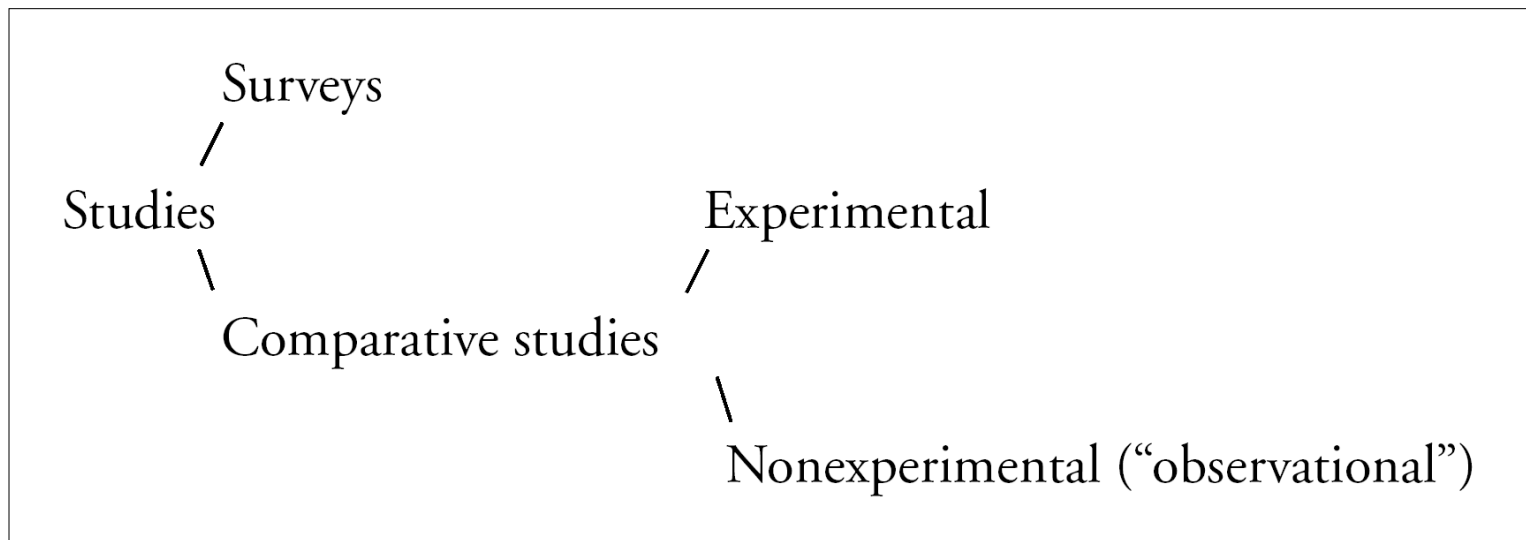 Surveys
Studies
Experimental
Comparative studies
Nonexperimental (“observational”)